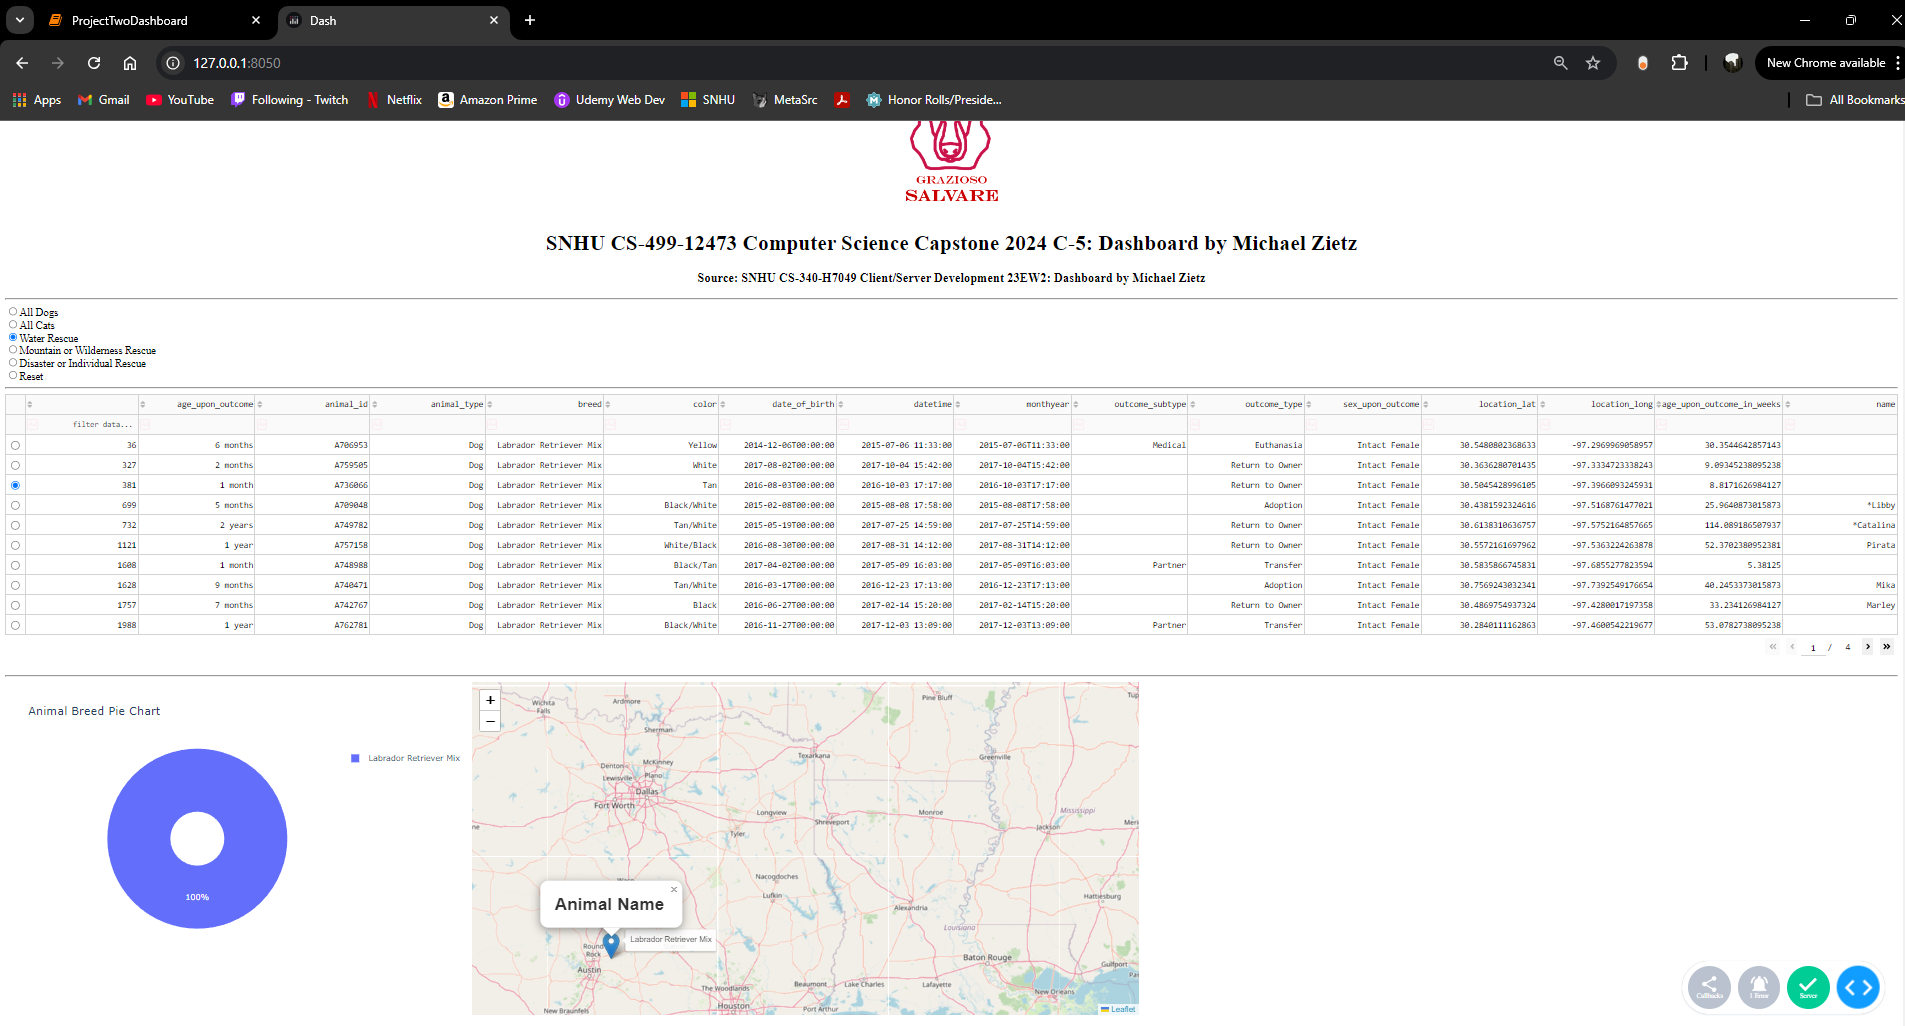 ProjectTwoDashboard
Dash
127.0.0.1:8050
New Chrome available
Apps Gmail YouTube Following - Twitch Netflix Amazon Prime Udemy Web Dev SNHU MetaSrc Honor Rolls/Preside... All Bookmarks
GRAZIOSO
SALVARE
SNHU CS-499-12473 Computer Science Capstone 2024 C-5: Dashboard by Michael Zietz
Source: SNHU CS-340-H7049 Client/Server Development 23EW2: Dashboard by Michael Zietz
All Dogs
All Cats
Water Rescue
Mountain or Wilderness Rescue
Disaster or Individual Rescue
Reset
age_upon_outcome animal_id animal_type breed color date_of_birth datetime monthyear outcome_subtype outcome_type sex_upon_outcome location_lat location_long age_upon_outcome_in_weeks name
filter data...
36 6 months A706953 Dog Labrador Retriever Mix Yellow 2014-12-06T00:00:00 2015-07-06 11:33:00 2015-07-06T11:33:00 Medical Euthanasia Intact Female 30.5480802368633 -97.2969969058957 30.3544642857143
327 2 months A759505 Dog Labrador Retriever Mix White 2017-08-02T00:00:00 2017-10-04 15:42:00 2017-10-04T15:42:00 Return to Owner Intact Female 30.3636280701435 -97.3334723338243 9.09345238095238
381 1 month A736066 Dog Labrador Retriever Mix Tan 2016-08-03T00:00:00 2016-10-03 17:17:00 2016-10-03T17:17:00 Return to Owner Intact Female 30.5045428996105 -97.3966093245931 8.8171626984127
699 5 months A709048 Dog Labrador Retriever Mix Black/White 2015-02-08T00:00:00 2015-08-08 17:58:00 2015-08-08T17:58:00 Adoption Intact Female 30.4381592324616 -97.5168761477021 25.9640873015873 *Libby
732 2 years A749782 Dog Labrador Retriever Mix Tan/White 2015-05-19T00:00:00 2017-07-25 14:59:00 2017-07-25T14:59:00 Return to Owner Intact Female 30.6138310636757 -97.5752164857665 114.089186507937 *Catalina
1121 1 year A757158 Dog Labrador Retriever Mix White/Black 2016-08-30T00:00:00 2017-08-31 14:12:00 2017-08-31T14:12:00 Return to Owner Intact Female 30.5572161697962 -97.5363224263878 52.3702380952381 Pirata
1608 1 month A748988 Dog Labrador Retriever Mix Black/Tan 2017-04-02T00:00:00 2017-05-09 16:03:00 2017-05-09T16:03:00 Partner Transfer Intact Female 30.5835866745831 -97.6855277823594 5.38125
1628 9 months A740471 Dog Labrador Retriever Mix Tan/White 2016-03-17T00:00:00 2016-12-23 17:13:00 2016-12-23T17:13:00 Adoption Intact Female 30.7569243032341 -97.7392549176654 40.2453373015873 Mika
1757 7 months A742767 Dog Labrador Retriever Mix Black 2016-06-27T00:00:00 2017-02-14 15:20:00 2017-02-14T15:20:00 Return to Owner Intact Female 30.4869754937324 -97.4280017197358 33.234126984127 Marley
1988 1 year A762781 Dog Labrador Retriever Mix Black/White 2016-11-27T00:00:00 2017-12-03 13:09:00 2017-12-03T13:09:00 Partner Transfer Intact Female 30.2840111162863 -97.4600542219677 53.0782738095238
1 / 4
Animal Breed Pie Chart
Labrador Retriever Mix
100%
+
−
Wichita Falls
Ardmore
Pine Bluff
Tup
Sherman
Texarkana
Greenville
Denton
McKinney
Lewisville
Plano
Dallas
Fort Worth
Longview
Monroe
Mississippi
Shreveport
Tyler
Jackson
Nacogdoches
Lufkin
Hattiesburg
Alexandria
Animal Name
Louisiana
Labrador Retriever Mix
Round Rock
Austin
Baton Rouge
Gulfport
The Woodlands
Beaumont
Lake Charles
Lafayette
New Orleans
Houston
Port Arthur
New Braunfels
Leaflet
Callbacks
1 Error
Server